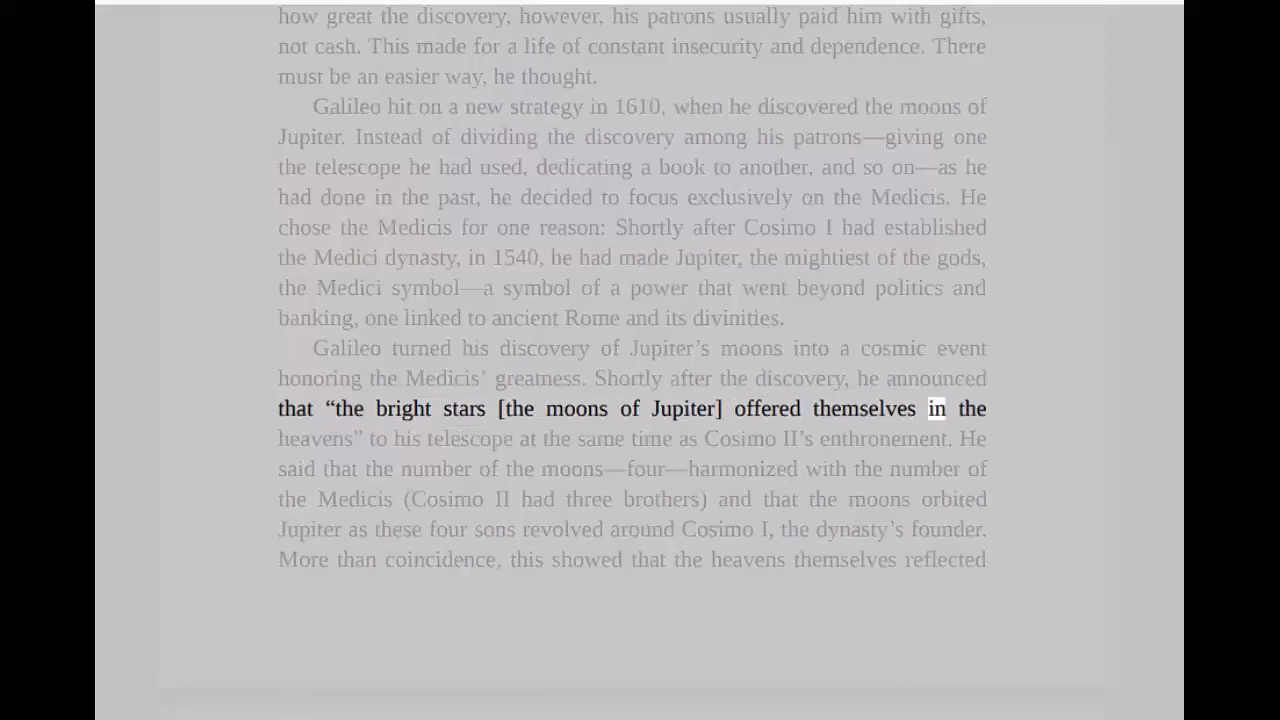 how great the discovery, however, his patrons usually paid him with gifts,
not cash. This made for a life of constant insecurity and dependence. There
must be an easier way, he thought.
Galileo hit on a new strategy in 1610, when he discovered the moons of
Jupiter. Instead of dividing the discovery among his patrons—giving one
the telescope he had used, dedicating a book to another, and so on—as he
had done in the past, he decided to focus exclusively on the Medicis. He
chose the Medicis for one reason: Shortly after Cosimo I had established
the Medici dynasty, in 1540, he had made Jupiter, the mightiest of the gods,
the Medici symbol—a symbol of a power that went beyond politics and
banking, one linked to ancient Rome and its divinities.
Galileo turned his discovery of Jupiter’s moons into a cosmic event
honoring the Medicis’ greatness. Shortly after the discovery, he announced
that “the bright stars [the moons of Jupiter] offered themselves in the
heavens” to his telescope at the same time as Cosimo II’s enthronement. He
said that the number of the moons—four—harmonized with the number of
the Medicis (Cosimo II had three brothers) and that the moons orbited
Jupiter as these four sons revolved around Cosimo I, the dynasty’s founder.
More than coincidence, this showed that the heavens themselves reflected